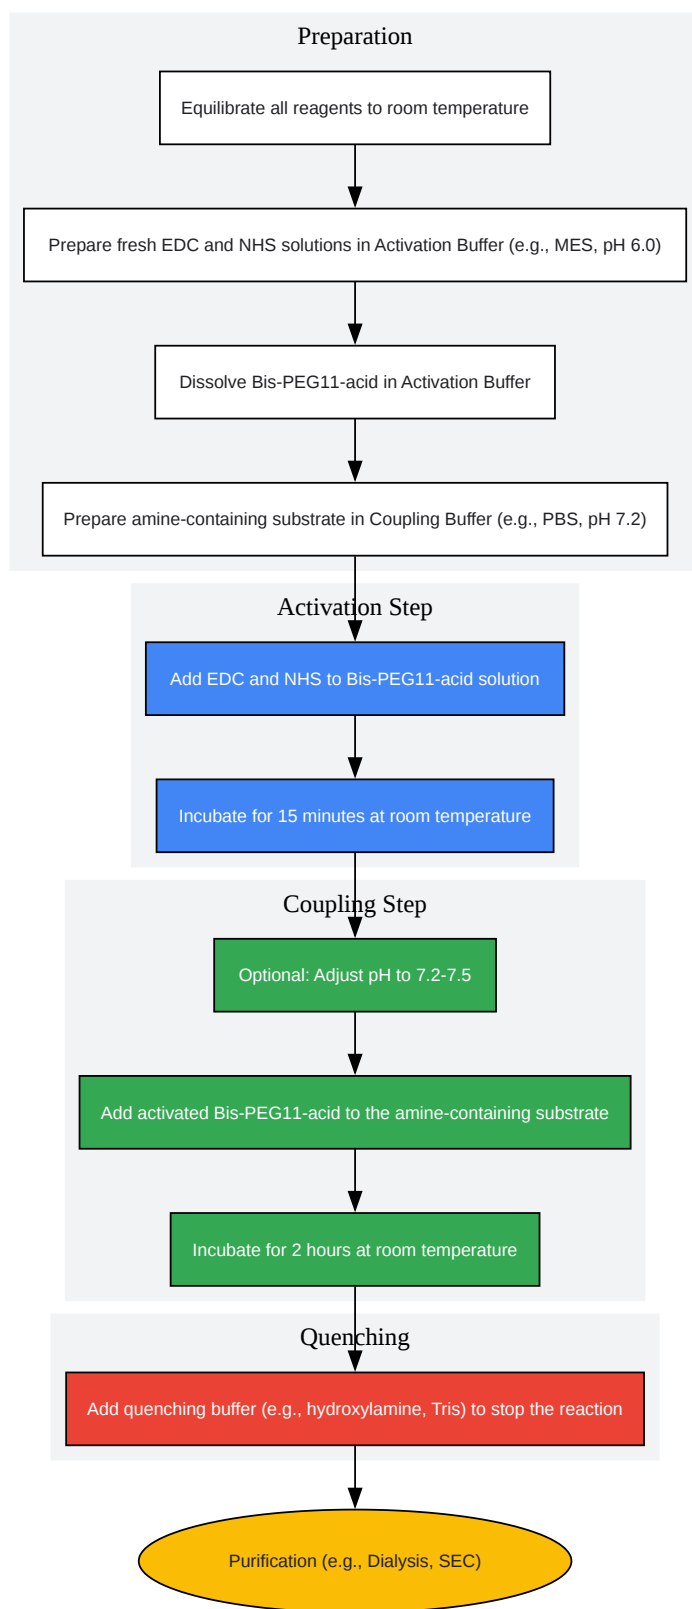 Preparation
Equilibrate all reagents to room temperature
Prepare fresh EDC and NHS solutions in Activation Buffer (e.g., MES, pH 6.0)
Dissolve Bis-PEG11-acid in Activation Buffer
Prepare amine-containing substrate in Coupling Buffer (e.g., PBS, pH 7.2)
Activation Step
Add EDC and NHS to Bis-PEG11-acid solution
Incubate for 15 minutes at room temperature
Coupling Step
Optional: Adjust pH to 7.2-7.5
Add activated Bis-PEG11-acid to the amine-containing substrate
Incubate for 2 hours at room temperature
Quenching
Add quenching buffer (e.g., hydroxylamine, Tris) to stop the reaction
Purification (e.g., Dialysis, SEC)